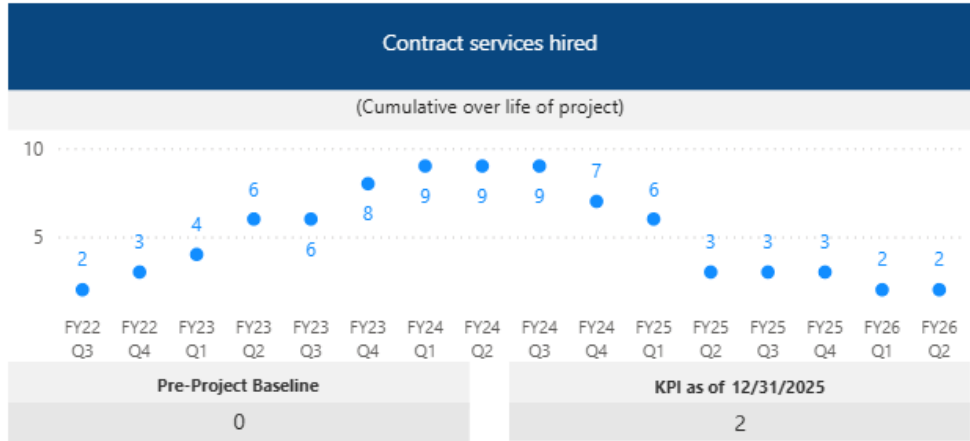 Contract services hired
(Cumulative over life of project)
10
5
2 3 4 6 6 8 9 9 9 7 6 3 3 3 2 2
FY22 FY22 FY23 FY23 FY23 FY23 FY24 FY24 FY24 FY24 FY25 FY25 FY25 FY25 FY26 FY26
Q3 Q4 Q1 Q2 Q3 Q4 Q1 Q2 Q3 Q4 Q1 Q2 Q3 Q4 Q1 Q2
Pre-Project Baseline
0
KPI as of 12/31/2025
2